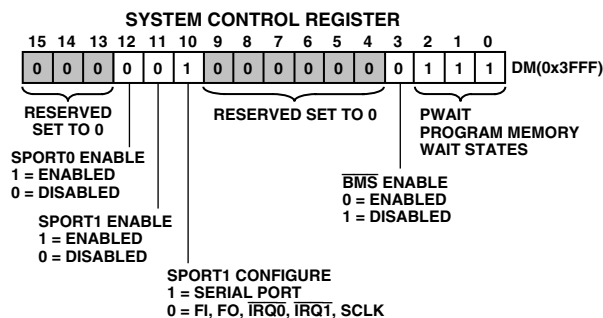 SYSTEM CONTROL REGISTER
15 14 13 12 11 10 9 8 7 6 5 4 3 2 1 0
0 0 0 0 0 1 0 0 0 0 0 0 0 1 1 1 DM(0x3FFF)
RESERVED
SET TO 0
RESERVED SET TO 0
PWAIT
PROGRAM MEMORY
WAIT STATES
SPORT0 ENABLE
1 = ENABLED
0 = DISABLED
BMS ENABLE
0 = ENABLED
1 = DISABLED
SPORT1 ENABLE
1 = ENABLED
0 = DISABLED
SPORT1 CONFIGURE
1 = SERIAL PORT
0 = FI, FO, IRQ0, IRQ1, SCLK